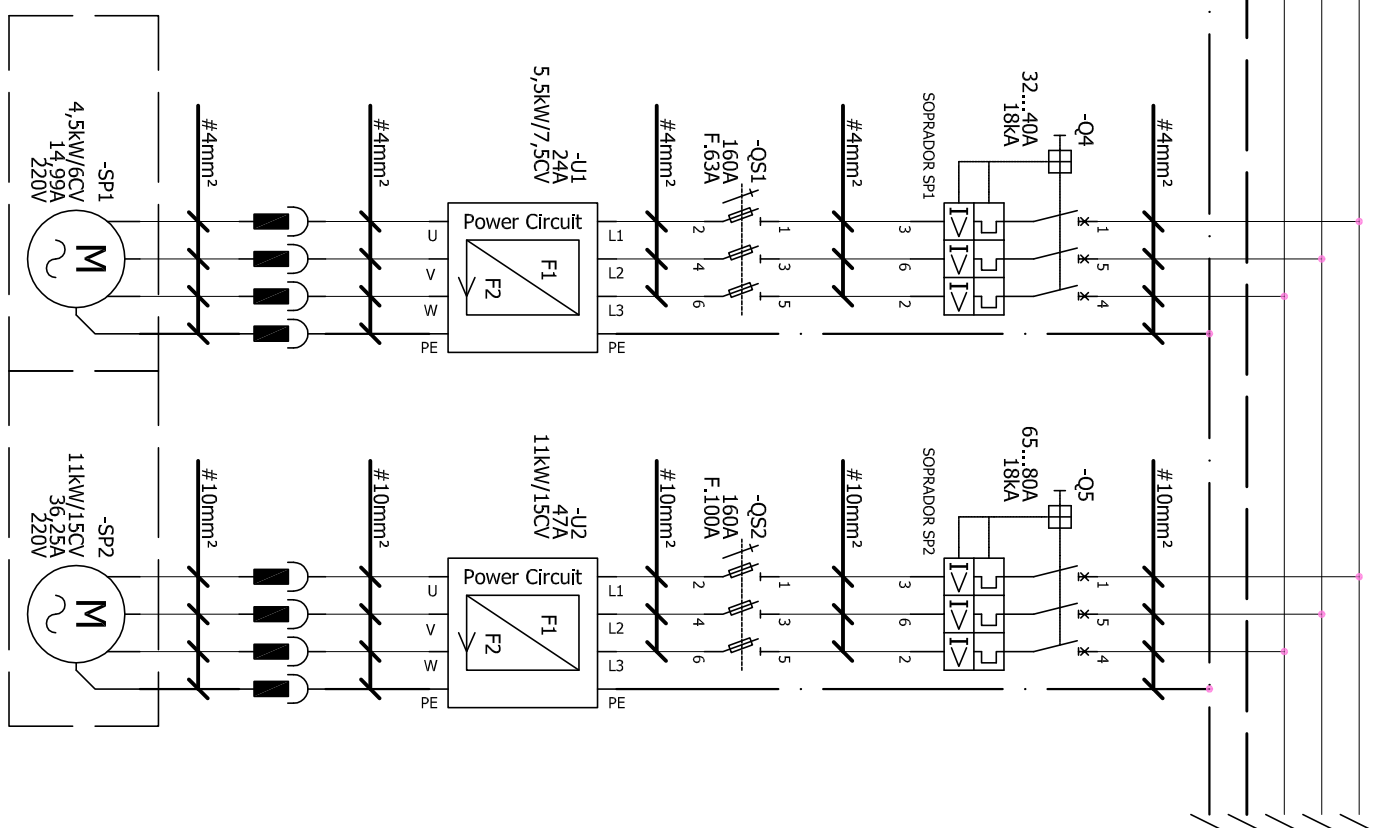 #4mm²
-Q4
32...40A
18kA
1
5
4
SOPRADOR SP1
3
6
2
#4mm²
-QS1
160A
F.63A
1
3
5
2
4
6
#4mm²
-U1
24A
5,5kW/7,5CV
L1
L2
L3
PE
Power Circuit
F1
F2
U
V
W
PE
#4mm²
#4mm²
-SP1
4,5kW/6CV
14,99A
220V
M
#10mm²
-Q5
65...80A
18kA
1
5
4
SOPRADOR SP2
3
6
2
#10mm²
-QS2
160A
F.100A
1
3
5
2
4
6
#10mm²
-U2
47A
11kW/15CV
L1
L2
L3
PE
Power Circuit
F1
F2
U
V
W
PE
#10mm²
#10mm²
-SP2
11kW/15CV
36,25A
220V
M